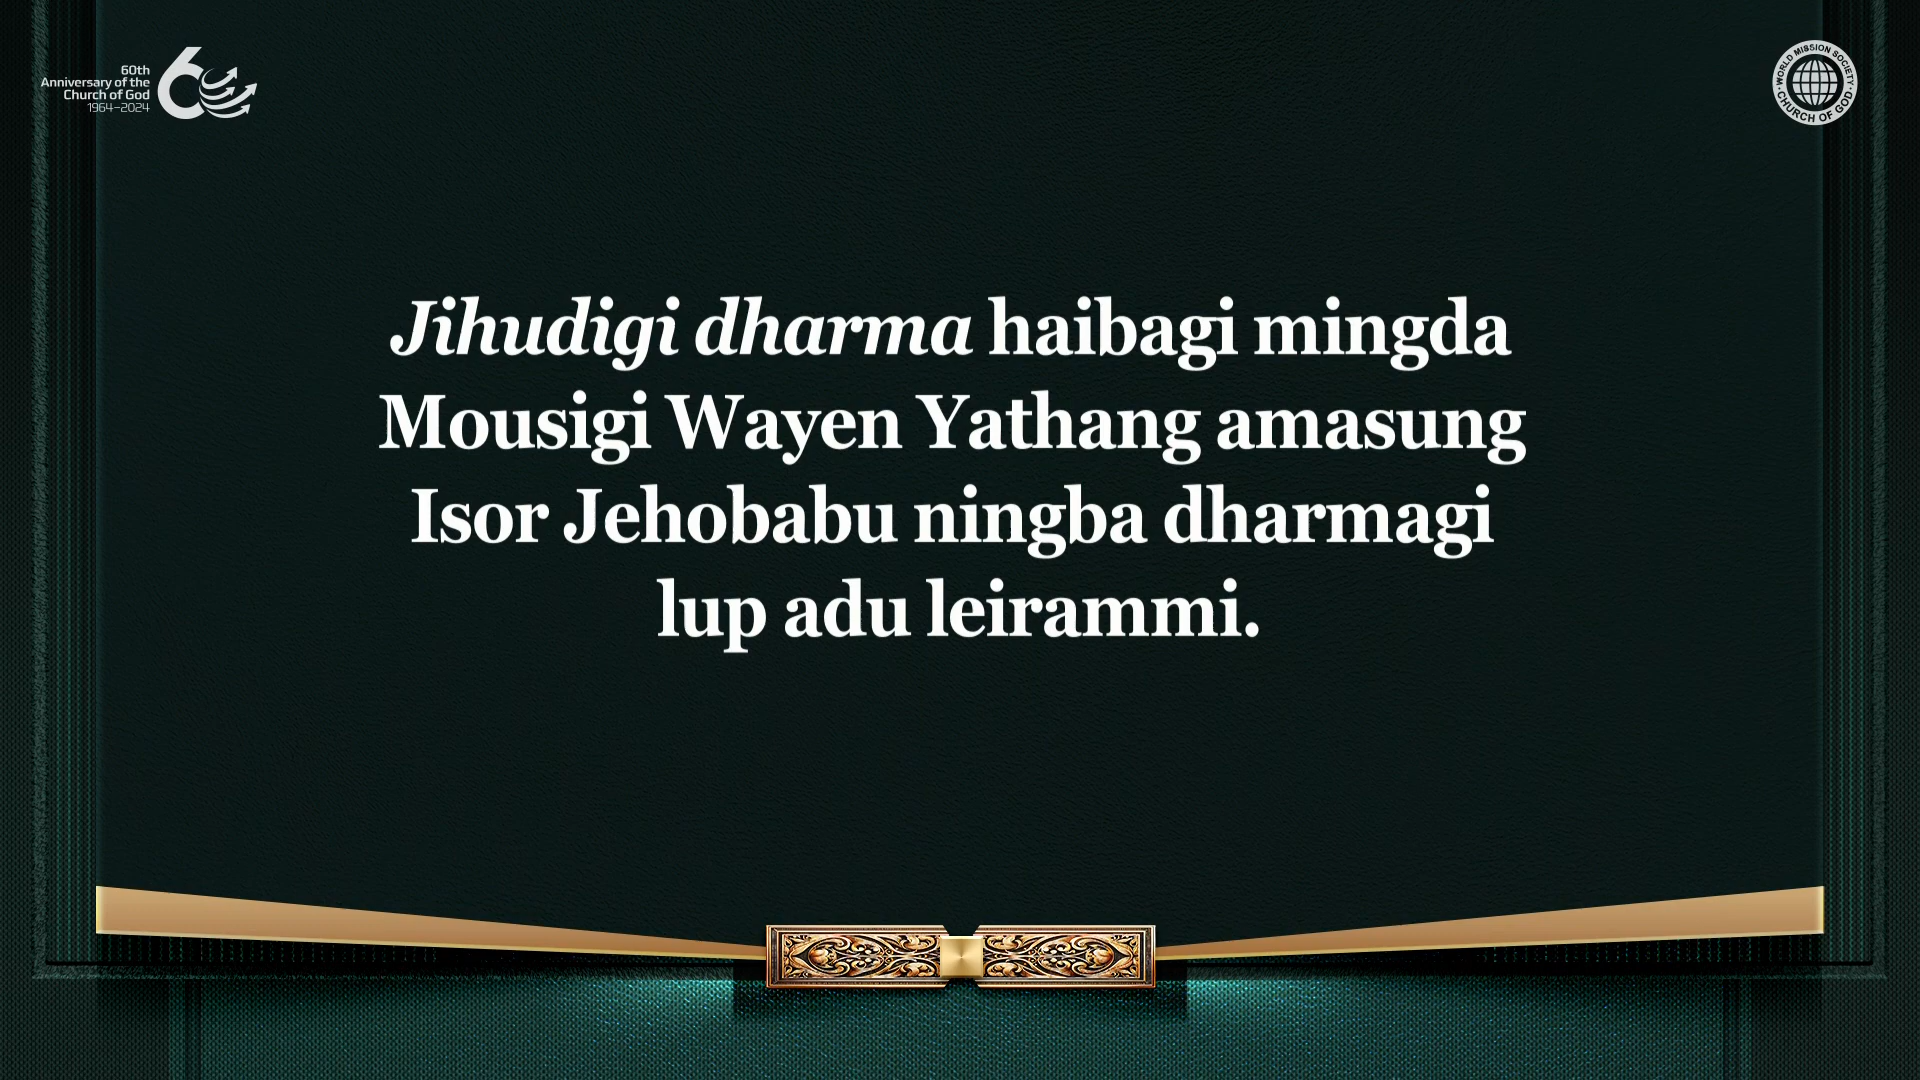 60th
Anniversary of the
Church of God
1964–2024
WORLD MISSION SOCIETY
CHURCH OF GOD
Jihudigi dharma haibagi mingda
Mousigi Wayen Yathang amasung
Isor Jehobabu ningba dharmagi
lup adu leirammi.